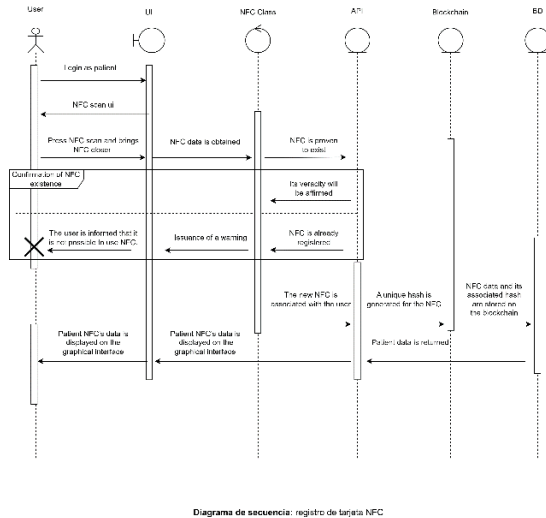 User UI NFC Class API Blockchain BD
Login as patient
NFC scan ui
Press NFC scan and brings
NFC closer
NFC data is obtained
NFC is proven
to exist
Confirmation of NFC
existence
Its veracity will
be affirmed
The user is informed that it
is not possible to use NFC.
Issuance of a warning
NFC is already
registered
The new NFC is
associated with the user
A unique hash is
generated for the NFC
NFC data and its
associated hash
are stored on
the blockchain
Patient NFC's data is
displayed on the
graphical interface
Patient NFC's data is
displayed on the
graphical interface
Patient data is returned
Diagrama de secuencia: registro de tarjeta NFC